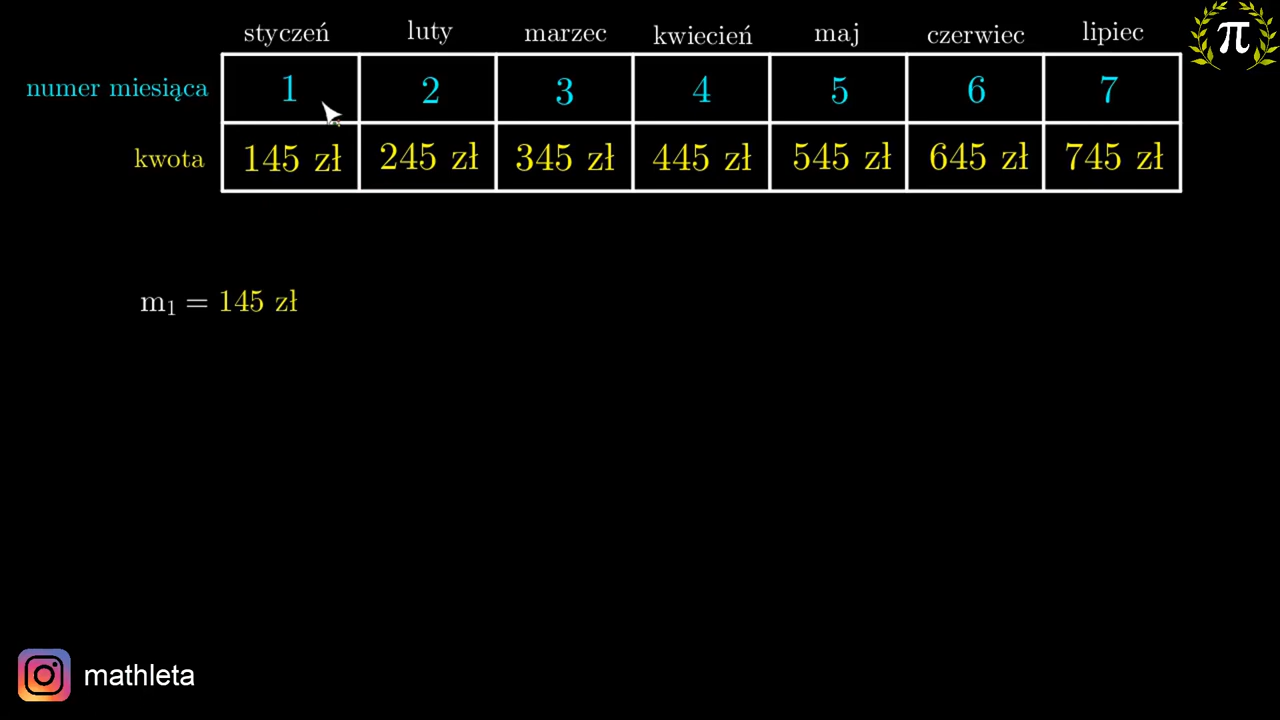 styczeń luty marzec kwiecień maj czerwiec lipiec
numer miesiąca 1 2 3 4 5 6 7
kwota 145 zł 245 zł 345 zł 445 zł 545 zł 645 zł 745 zł
m₁ = 145 zł
π
mathleta